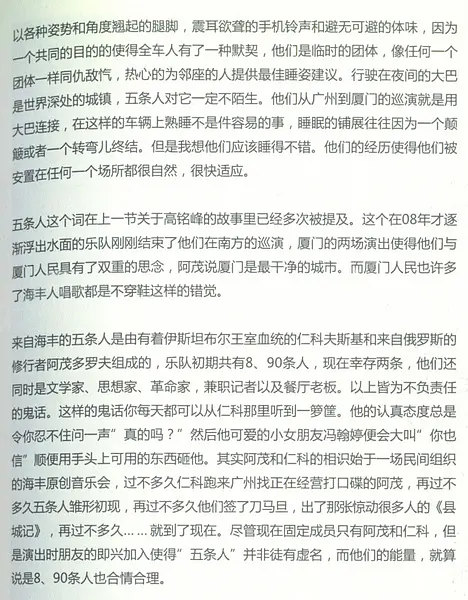 以各种姿势和角度翘起的腿脚，震耳欲聋的手机铃声和避无可避的体味，因为
一个共同的目的使得全车人有了一种默契，他们是临时的团体，像任何一个
团体一样同仇敌忾，热心的为邻座的人提供最佳睡姿建议。行驶在夜间的大巴
是世界深处的城镇，五条人对它一定不陌生。他们从广州到厦门的巡演就是用
大巴连接，在这样的车辆上熟睡不是件容易的事，睡眠的铺展往往因为一个颠
簸或者一个转弯儿终结。但是我想他们应该睡得不错。他们的经历使得他们被
安置在任何一个场所都很自然，很快适应。
五条人这个词在上一节关于高铭峰的故事里已经多次被提及。这个在08年才逐
渐浮出水面的乐队刚刚结束了他们在南方的巡演，厦门的两场演出使得他们与
厦门人民具有了双重的思念，阿茂说厦门是最干净的城市。而厦门人民也许多
了海丰人唱歌都是不穿鞋这样的错觉。
来自海丰的五条人是由有着伊斯坦布尔王室血统的仁科夫斯基和来自俄罗斯的
修行者阿茂多罗夫组成的，乐队初期共有8、90条人，现在幸存两条，他们还
同时是文学家、思想家、革命家，兼职记者以及餐厅老板。以上皆为不负责任
的鬼话。这样的鬼话你每天都可以从仁科那里听到一箩筐。他的认真态度总是
令你忍不住问一声”真的吗？”然后他可爱的小女朋友冯翰婷便会大叫”你也
信”顺便用手头上可用的东西砸他。其实阿茂和仁科的相识始于一场民间组织
的海丰原创音乐会，过不多久仁科跑来广州找正在经营打口碟的阿茂，再过不
多久五条人雏形初现，再过不多久他们签了刀马旦，出了那张惊动很多人的《县
城记》，再过不多久……就到了现在。尽管现在固定成员只有阿茂和仁科，但
是演出时朋友的即兴加入使得”五条人”并非徒有虚名，而他们的能量，就算
说是8、90条人也合情合理。